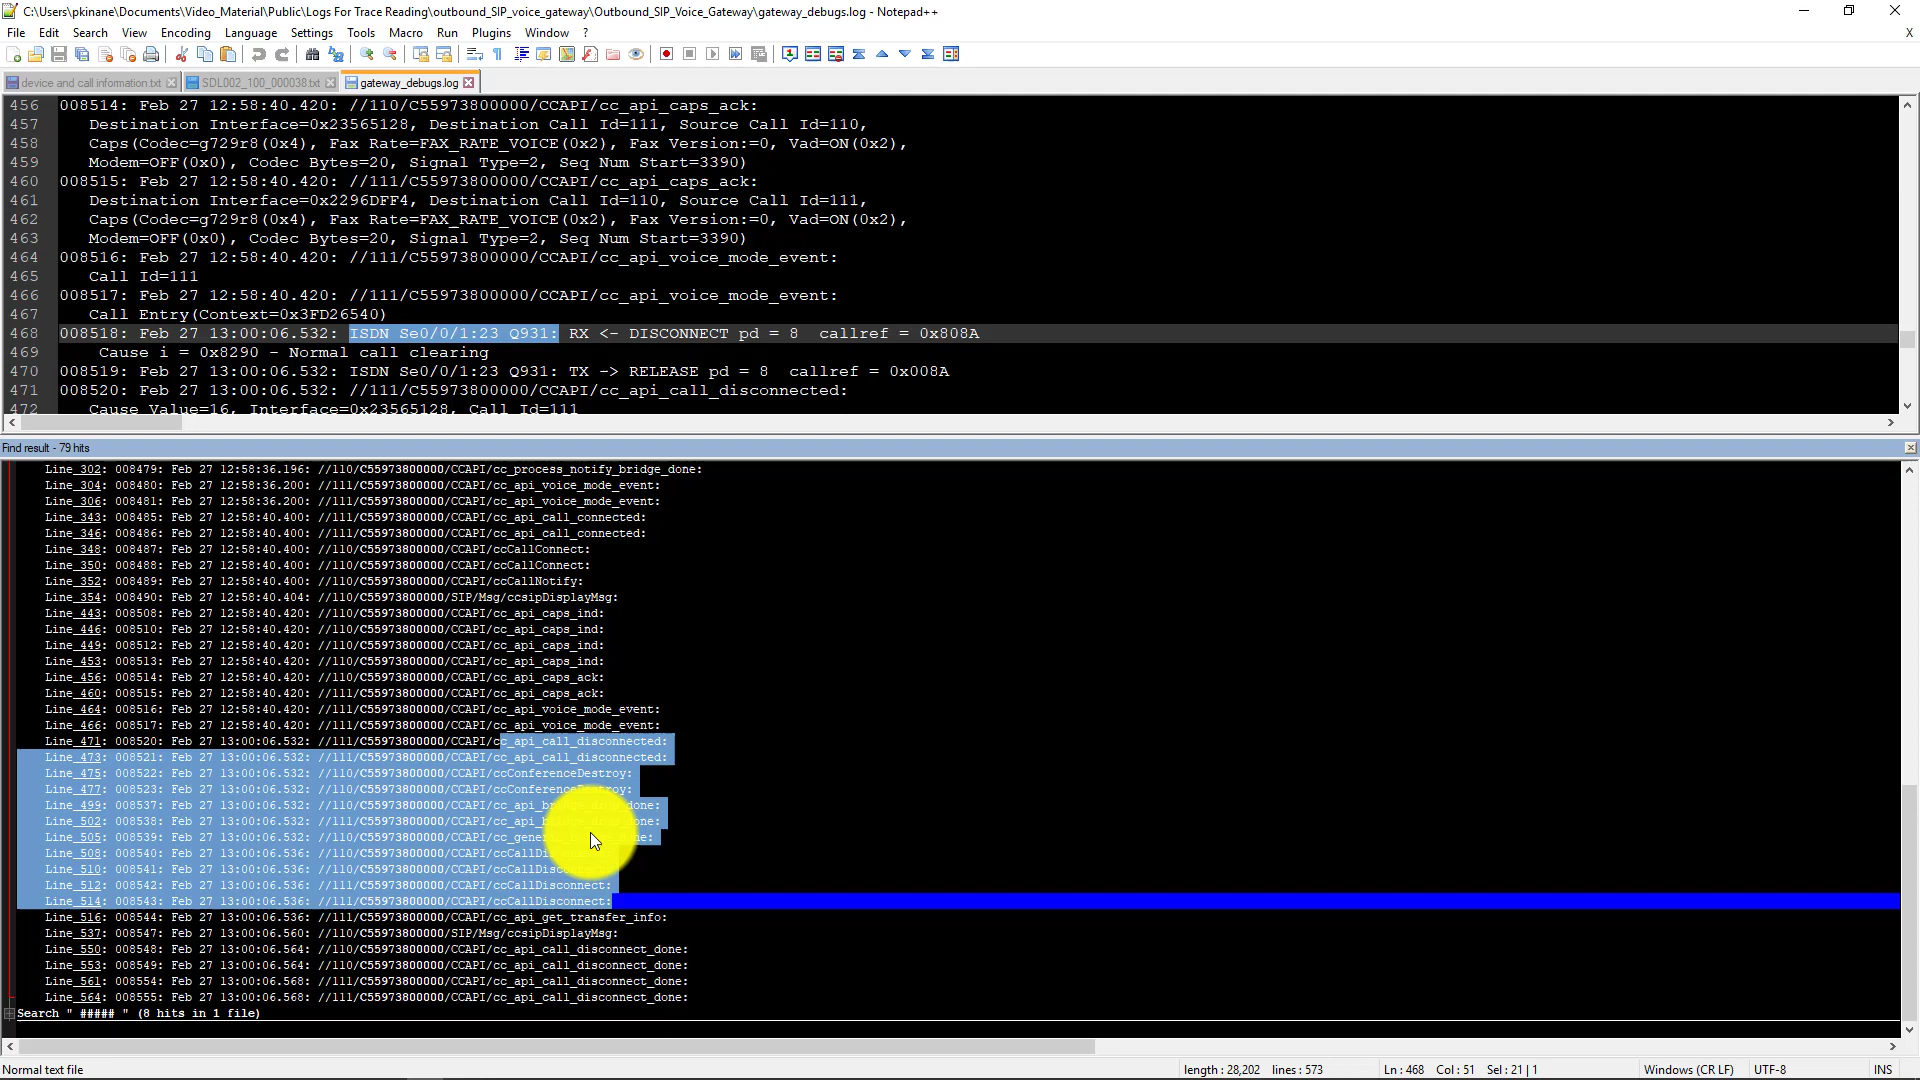 C:\Users\pkinane\Documents\Video_Material\Public\Logs For Trace Reading\outbound_SIP_voice_gateway\Outbound_SIP_Voice_Gateway\gateway_debugs.log - Notepad++
File Edit Search View Encoding Language Settings Tools Macro Run Plugins Window ? X
device and call information.txt SDL002_100_000038.txt gateway_debugs.log
456 008514: Feb 27 12:58:40.420: //110/C55973800000/CCAPI/cc_api_caps_ack:
457 Destination Interface=0x23565128, Destination Call Id=111, Source Call Id=110,
458 Caps(Codec=g729r8(0x4), Fax Rate=FAX_RATE_VOICE(0x2), Fax Version:=0, Vad=ON(0x2),
459 Modem=OFF(0x0), Codec Bytes=20, Signal Type=2, Seq Num Start=3390)
460 008515: Feb 27 12:58:40.420: //111/C55973800000/CCAPI/cc_api_caps_ack:
461 Destination Interface=0x2296DFF4, Destination Call Id=110, Source Call Id=111,
462 Caps(Codec=g729r8(0x4), Fax Rate=FAX_RATE_VOICE(0x2), Fax Version:=0, Vad=ON(0x2),
463 Modem=OFF(0x0), Codec Bytes=20, Signal Type=2, Seq Num Start=3390)
464 008516: Feb 27 12:58:40.420: //111/C55973800000/CCAPI/cc_api_voice_mode_event:
465 Call Id=111
466 008517: Feb 27 12:58:40.420: //111/C55973800000/CCAPI/cc_api_voice_mode_event:
467 Call Entry(Context=0x3FD26540)
468 008518: Feb 27 13:00:06.532: ISDN Se0/0/1:23 Q931: RX <- DISCONNECT pd = 8 callref = 0x808A
469 Cause i = 0x8290 - Normal call clearing
470 008519: Feb 27 13:00:06.532: ISDN Se0/0/1:23 Q931: TX -> RELEASE pd = 8 callref = 0x008A
471 008520: Feb 27 13:00:06.532: //111/C55973800000/CCAPI/cc_api_call_disconnected:
472 Cause Value=16, Interface=0x23565128, Call Id=111
Find result - 79 hits
Line 302: 008479: Feb 27 12:58:36.196: //110/C55973800000/CCAPI/cc_process_notify_bridge_done:
Line 304: 008480: Feb 27 12:58:36.200: //111/C55973800000/CCAPI/cc_api_voice_mode_event:
Line 306: 008481: Feb 27 12:58:36.200: //111/C55973800000/CCAPI/cc_api_voice_mode_event:
Line 343: 008485: Feb 27 12:58:40.400: //111/C55973800000/CCAPI/cc_api_call_connected:
Line 346: 008486: Feb 27 12:58:40.400: //111/C55973800000/CCAPI/cc_api_call_connected:
Line 348: 008487: Feb 27 12:58:40.400: //110/C55973800000/CCAPI/ccCallConnect:
Line 350: 008488: Feb 27 12:58:40.400: //110/C55973800000/CCAPI/ccCallConnect:
Line 352: 008489: Feb 27 12:58:40.400: //110/C55973800000/CCAPI/ccCallNotify:
Line 354: 008490: Feb 27 12:58:40.404: //110/C55973800000/SIP/Msg/ccsipDisplayMsg:
Line 443: 008508: Feb 27 12:58:40.420: //110/C55973800000/CCAPI/cc_api_caps_ind:
Line 446: 008510: Feb 27 12:58:40.420: //110/C55973800000/CCAPI/cc_api_caps_ind:
Line 449: 008512: Feb 27 12:58:40.420: //110/C55973800000/CCAPI/cc_api_caps_ind:
Line 453: 008513: Feb 27 12:58:40.420: //110/C55973800000/CCAPI/cc_api_caps_ind:
Line 456: 008514: Feb 27 12:58:40.420: //110/C55973800000/CCAPI/cc_api_caps_ack:
Line 460: 008515: Feb 27 12:58:40.420: //111/C55973800000/CCAPI/cc_api_caps_ack:
Line 464: 008516: Feb 27 12:58:40.420: //111/C55973800000/CCAPI/cc_api_voice_mode_event:
Line 466: 008517: Feb 27 12:58:40.420: //111/C55973800000/CCAPI/cc_api_voice_mode_event:
Line 471: 008520: Feb 27 13:00:06.532: //111/C55973800000/CCAPI/cc_api_call_disconnected:
Line 473: 008521: Feb 27 13:00:06.532: //111/C55973800000/CCAPI/cc_api_call_disconnected:
Line 475: 008522: Feb 27 13:00:06.532: //110/C55973800000/CCAPI/ccConferenceDestroy:
Line 477: 008523: Feb 27 13:00:06.532: //110/C55973800000/CCAPI/ccConferenceDestroy:
Line 499: 008537: Feb 27 13:00:06.532: //110/C55973800000/CCAPI/
Line 502: 008538: Feb 27 13:00:06.532: //111/C55973800000/CCAPI/
Line 505: 008539: Feb 27 13:00:06.532: //110/C55973800000/CCAPI/
Line 508: 008540: Feb 27 13:00:06.536: //110/C55973800000/CCAPI/
Line 510: 008541: Feb 27 13:00:06.536: //110/C55973800000/CCAPI/
Line 512: 008542: Feb 27 13:00:06.536: //111/C55973800000/CCAPI/ccCallDisconnect:
Line 514: 008543: Feb 27 13:00:06.536: //111/C55973800000/CCAPI/ccCallDisconnect:
Line 516: 008544: Feb 27 13:00:06.536: //111/C55973800000/CCAPI/cc_api_get_transfer_info:
Line 537: 008547: Feb 27 13:00:06.560: //110/C55973800000/SIP/Msg/ccsipDisplayMsg:
Line 550: 008548: Feb 27 13:00:06.564: //110/C55973800000/CCAPI/cc_api_call_disconnect_done:
Line 553: 008549: Feb 27 13:00:06.564: //110/C55973800000/CCAPI/cc_api_call_disconnect_done:
Line 561: 008554: Feb 27 13:00:06.568: //111/C55973800000/CCAPI/cc_api_call_disconnect_done:
Line 564: 008555: Feb 27 13:00:06.568: //111/C55973800000/CCAPI/cc_api_call_disconnect_done:
Search " ##### " (8 hits in 1 file)
Normal text file length : 28,202 lines : 573 Ln : 468 Col : 51 Sel : 21 | 1 Windows (CR LF) UTF-8 INS